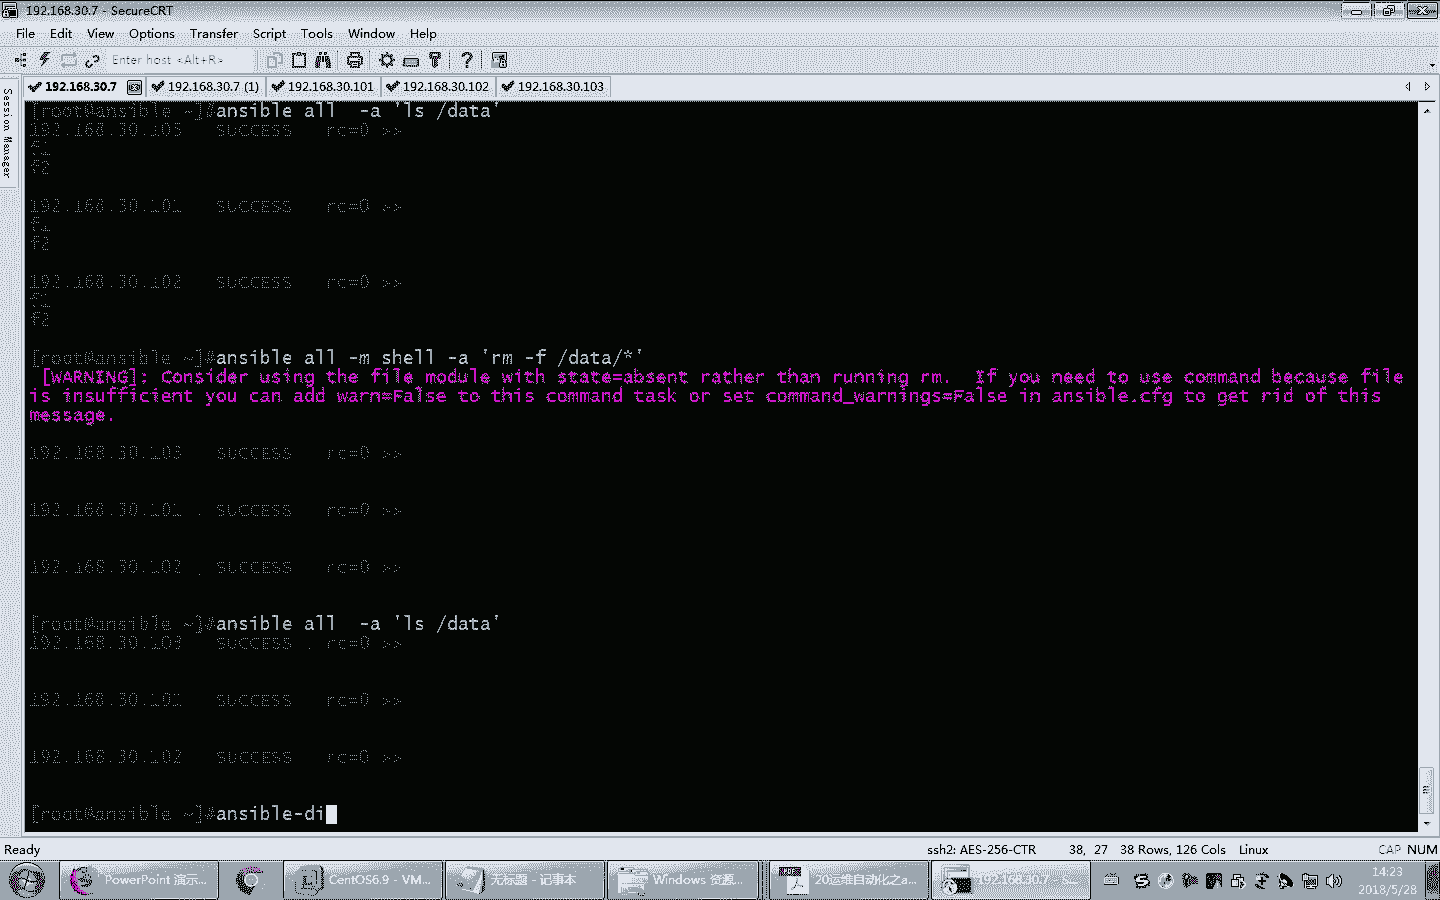 192.168.30.7 - SecureCRT
File Edit View Options Transfer Script Tools Window Help
Enter host <Alt+R>
192.168.30.7 192.168.30.7 (1) 192.168.30.101 192.168.30.102 192.168.30.103
Session Manager
[root@ansible ~]#ansible all  -a 'ls /data'
192.168.30.103   SUCCESS   rc=0 >>
f1
f2
192.168.30.101   SUCCESS   rc=0 >>
f1
f2
192.168.30.102   SUCCESS   rc=0 >>
f1
f2
[root@ansible ~]#ansible all -m shell -a 'rm -f /data/*'
[WARNING]: Consider using the file module with state=absent rather than running rm.  If you need to use command because file
is insufficient you can add warn=False to this command task or set command_warnings=False in ansible.cfg to get rid of this
message.
192.168.30.103   SUCCESS   rc=0 >>
192.168.30.101   SUCCESS   rc=0 >>
192.168.30.102   SUCCESS   rc=0 >>
[root@ansible ~]#ansible all  -a 'ls /data'
192.168.30.103   SUCCESS   rc=0 >>
192.168.30.101   SUCCESS   rc=0 >>
192.168.30.102   SUCCESS   rc=0 >>
[root@ansible ~]#ansible-di
Ready ssh2: AES-256-CTR 38, 27 38 Rows, 126 Cols Linux CAP NUM
PowerPoint 演示... CentOS6.9 - VM... 无标题 - 记事本 Windows 资源... 20运维自动化之a... 192.168.30.7 - S...
14:23
2018/5/28